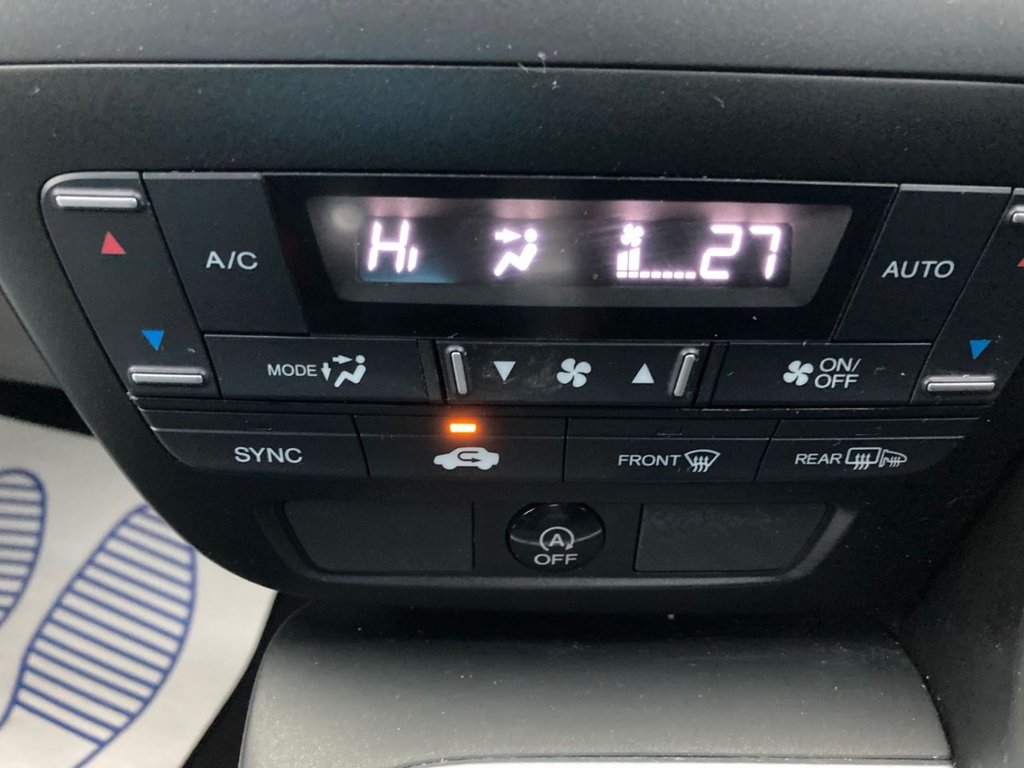 A/C
Hi 27
AUTO
MODE
ON/
OFF
SYNC
FRONT
REAR
A
OFF